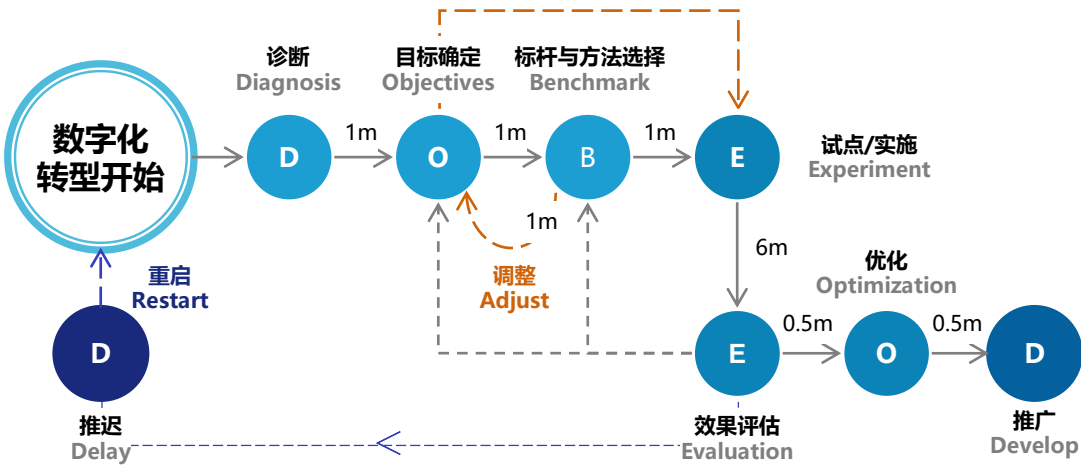 诊断
Diagnosis
目标确定
Objectives
标杆与方法选择
Benchmark
数字化
转型开始
D
1m
O
1m
B
1m
E
试点/实施
Experiment
1m
调整
Adjust
6m
重启
Restart
优化
Optimization
D
E
0.5m
O
0.5m
D
推迟
Delay
效果评估
Evaluation
推广
Develop